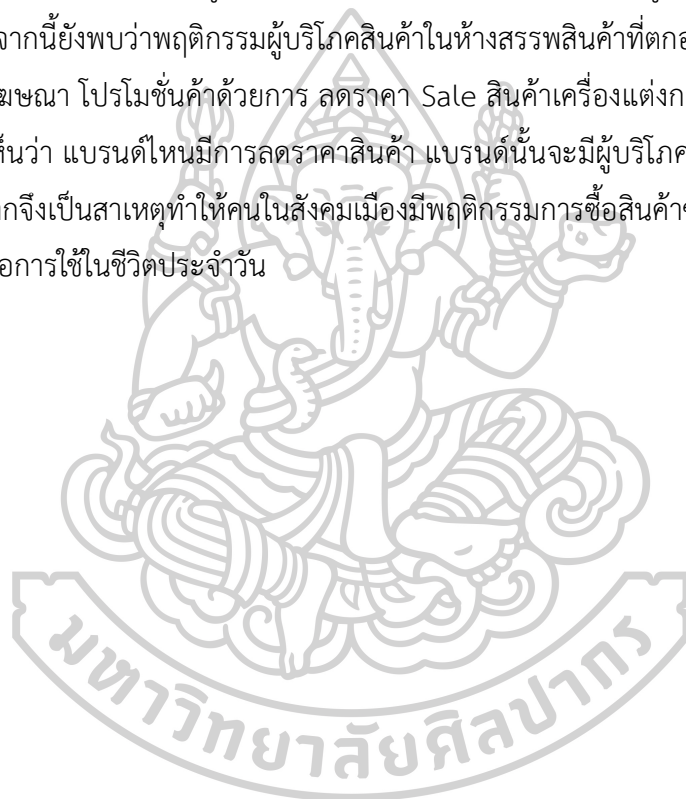 จากนี้ยังพบว่าพฤติกรรมผู้บริโภคสินค้าในห้างสรรพสินค้าที่ตก
ฆษณา โปรโมชั่นค้าด้วยการ ลดราคา Sale สินค้าเครื่องแต่งก
ห็นว่า แบรนด์ไหนมีการลดราคาสินค้า แบรนด์นั้นจะมีผู้บริโภค
จึงเป็นสาเหตุทำให้คนในสังคมเมืองมีพฤติกรรมการซื้อสินค้า
อการใช้ในชีวิตประจำวัน
มหาวิทยาลัยศิลปากร